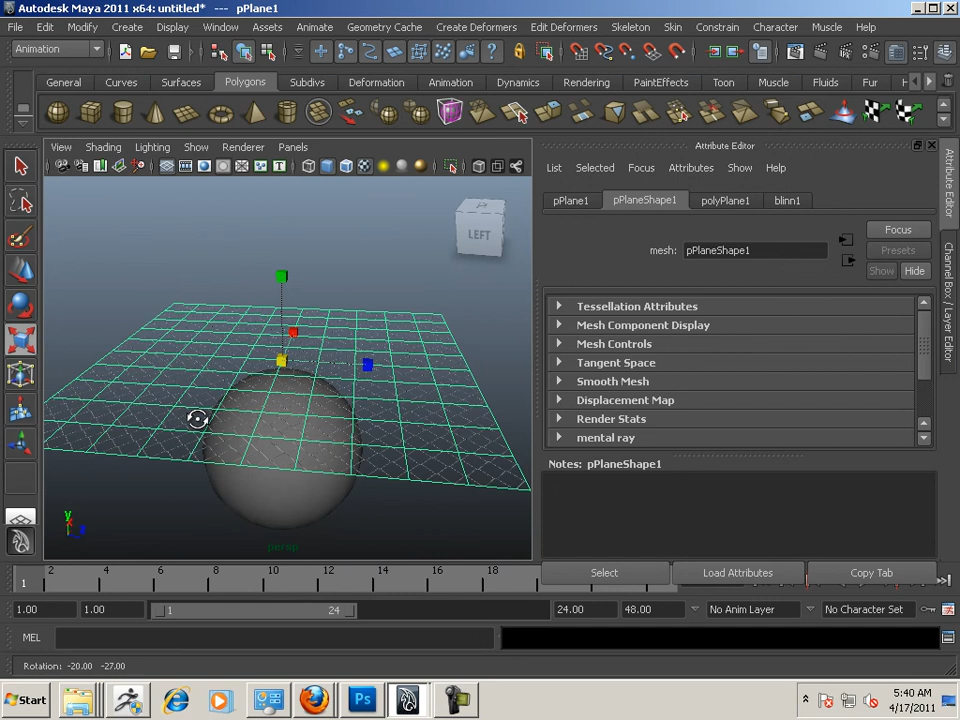 Autodesk Maya 2011 x64: untitled* --- pPlane1
File Edit Modify Create Display Window Assets Animate Geometry Cache Create Deformers Edit Deformers Skeleton Skin Constrain Character Muscle Help
Animation
General Curves Surfaces Polygons Subdivs Deformation Animation Dynamics Rendering PaintEffects Toon Muscle Fluids Fur H
View Shading Lighting Show Renderer Panels
Attribute Editor
List Selected Focus Attributes Show Help
pPlane1 pPlaneShape1 polyPlane1 blinn1
mesh: pPlaneShape1
Focus
Presets
Show Hide
Tessellation Attributes
Mesh Component Display
Mesh Controls
Tangent Space
Smooth Mesh
Displacement Map
Render Stats
mental ray
Notes: pPlaneShape1
Select Load Attributes Copy Tab
Attribute Editor
Channel Box / Layer Editor
LEFT
y
persp
1 2 4 6 8 10 12 14 16 18
1.00 1.00 1 24 24.00 48.00 No Anim Layer No Character Set
MEL
Rotation: -20.00 -27.00
Start Ps 5:40 AM
4/17/2011